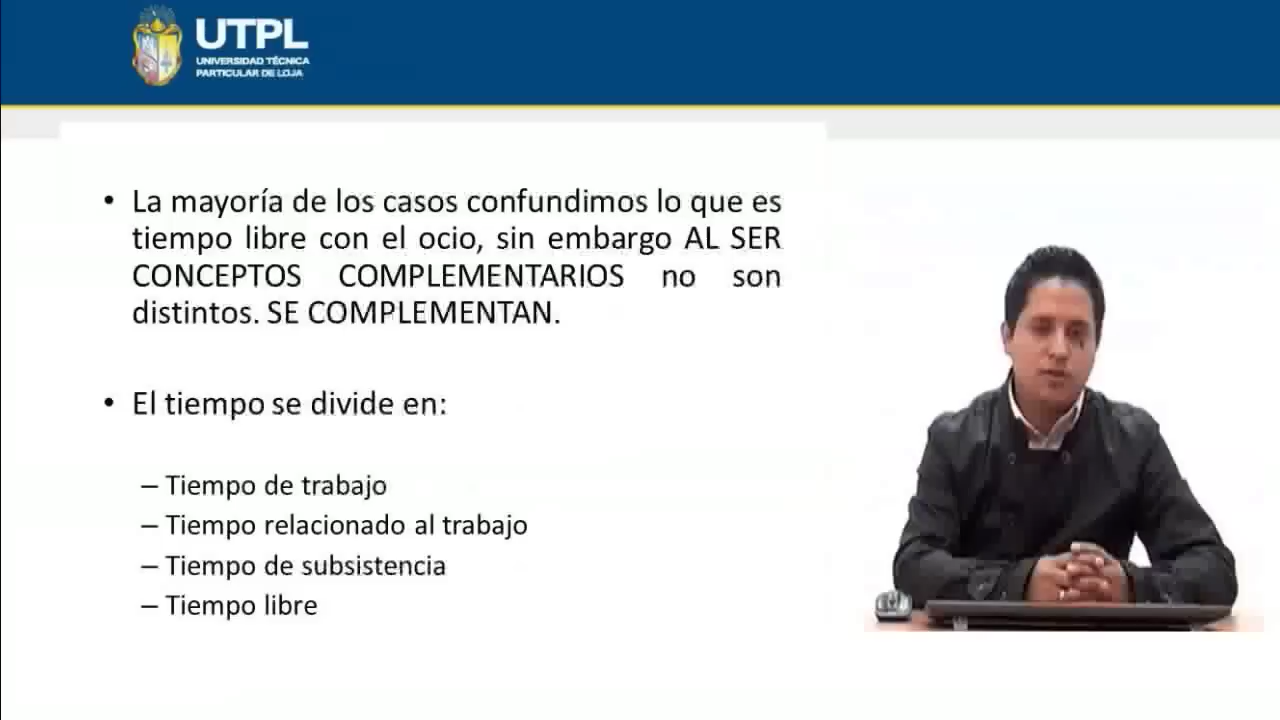 UTPL
UNIVERSIDAD TÉCNICA
PARTICULAR DE LOJA
• La mayoría de los casos confundimos lo que es
tiempo libre con el ocio, sin embargo AL SER
CONCEPTOS COMPLEMENTARIOS no son
distintos. SE COMPLEMENTAN.
• El tiempo se divide en:
– Tiempo de trabajo
– Tiempo relacionado al trabajo
– Tiempo de subsistencia
– Tiempo libre